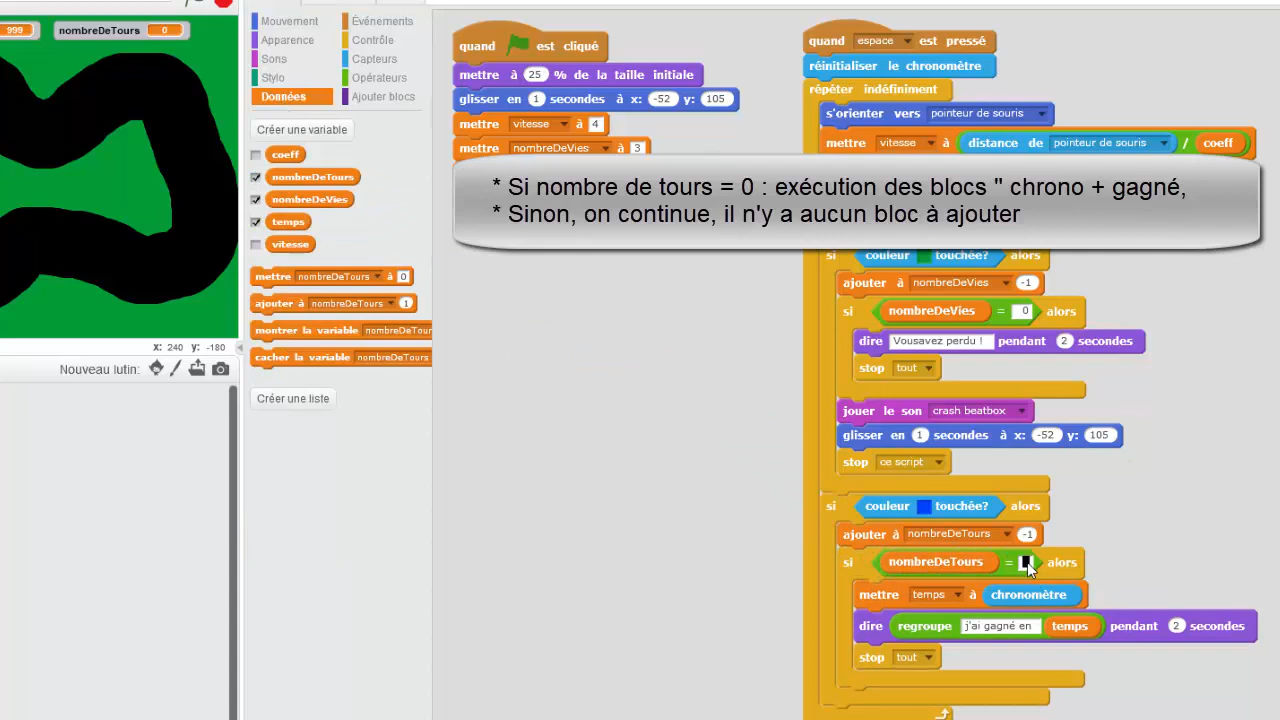 999 nombreDeTours 0
Mouvement
Apparence
Sons
Stylo
Données
Événements
Contrôle
Capteurs
Opérateurs
Ajouter blocs
Créer une variable
coeff
nombreDeTours
nombreDeVies
temps
vitesse
mettre nombreDeTours à 0
ajouter à nombreDeTours 1
montrer la variable nombreDeTours
cacher la variable nombreDeTours
Créer une liste
x: 240 y: -180
Nouveau lutin:
quand est cliqué
mettre à 25 % de la taille initiale
glisser en 1 secondes à x: -52 y: 105
mettre vitesse à 4
mettre nombreDeVies à 3
quand espace est pressé
réinitialiser le chronomètre
répéter indéfiniment
s'orienter vers pointeur de souris
mettre vitesse à distance de pointeur de souris / coeff
* Si nombre de tours = 0 : exécution des blocs " chrono + gagné,
* Sinon, on continue, il n'y a aucun bloc à ajouter
si couleur touchée? alors
ajouter à nombreDeVies -1
si nombreDeVies = 0 alors
dire Vousavez perdu ! pendant 2 secondes
stop tout
jouer le son crash beatbox
glisser en 1 secondes à x: -52 y: 105
stop ce script
si couleur touchée? alors
ajouter à nombreDeTours -1
si nombreDeTours = alors
mettre temps à chronomètre
dire regroupe j'ai gagné en temps pendant 2 secondes
stop tout